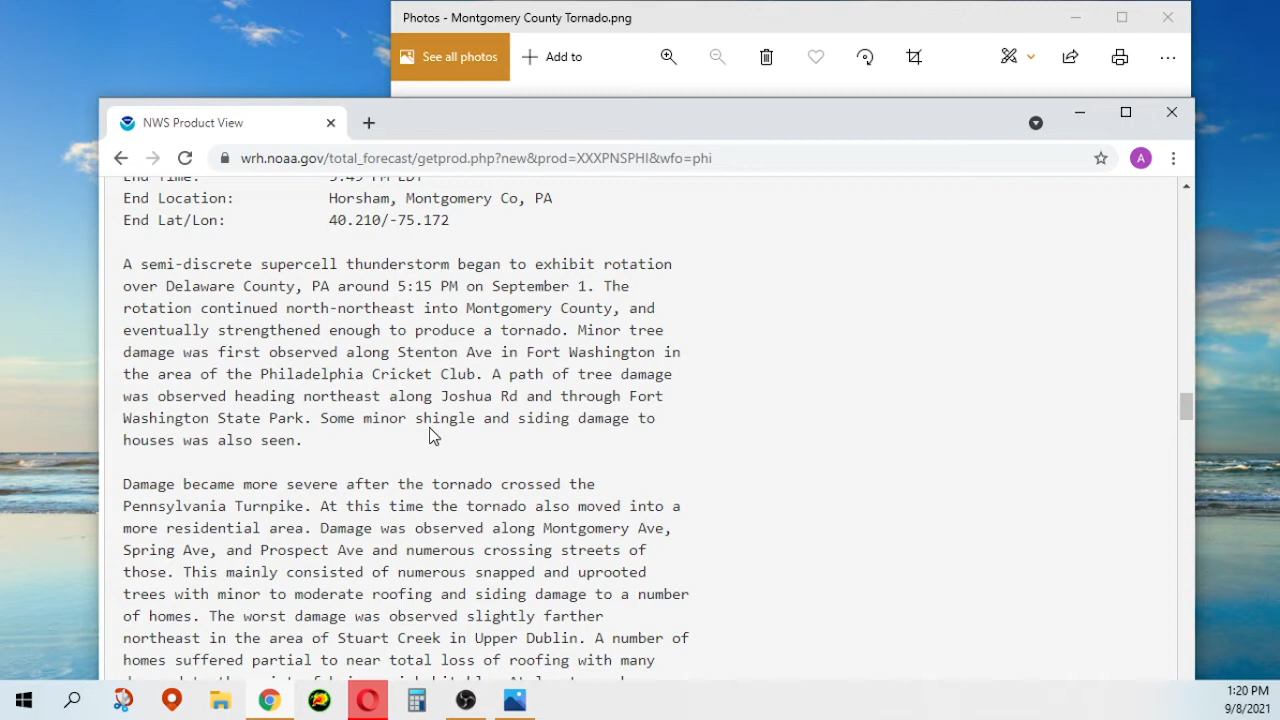 Photos - Montgomery County Tornado.png
See all photos
Add to
NWS Product View
wrh.noaa.gov/total_forecast/getprod.php?new&prod=XXXPNSPHI&wfo=phi
A
End Time: 5:45 PM EDT
End Location: Horsham, Montgomery Co, PA
End Lat/Lon: 40.210/-75.172
A semi-discrete supercell thunderstorm began to exhibit rotation
over Delaware County, PA around 5:15 PM on September 1. The
rotation continued north-northeast into Montgomery County, and
eventually strengthened enough to produce a tornado. Minor tree
damage was first observed along Stenton Ave in Fort Washington in
the area of the Philadelphia Cricket Club. A path of tree damage
was observed heading northeast along Joshua Rd and through Fort
Washington State Park. Some minor shingle and siding damage to
houses was also seen.
Damage became more severe after the tornado crossed the
Pennsylvania Turnpike. At this time the tornado also moved into a
more residential area. Damage was observed along Montgomery Ave,
Spring Ave, and Prospect Ave and numerous crossing streets of
those. This mainly consisted of numerous snapped and uprooted
trees with minor to moderate roofing and siding damage to a number
of homes. The worst damage was observed slightly farther
northeast in the area of Stuart Creek in Upper Dublin. A number of
homes suffered partial to near total loss of roofing with many
1:20 PM
9/8/2021